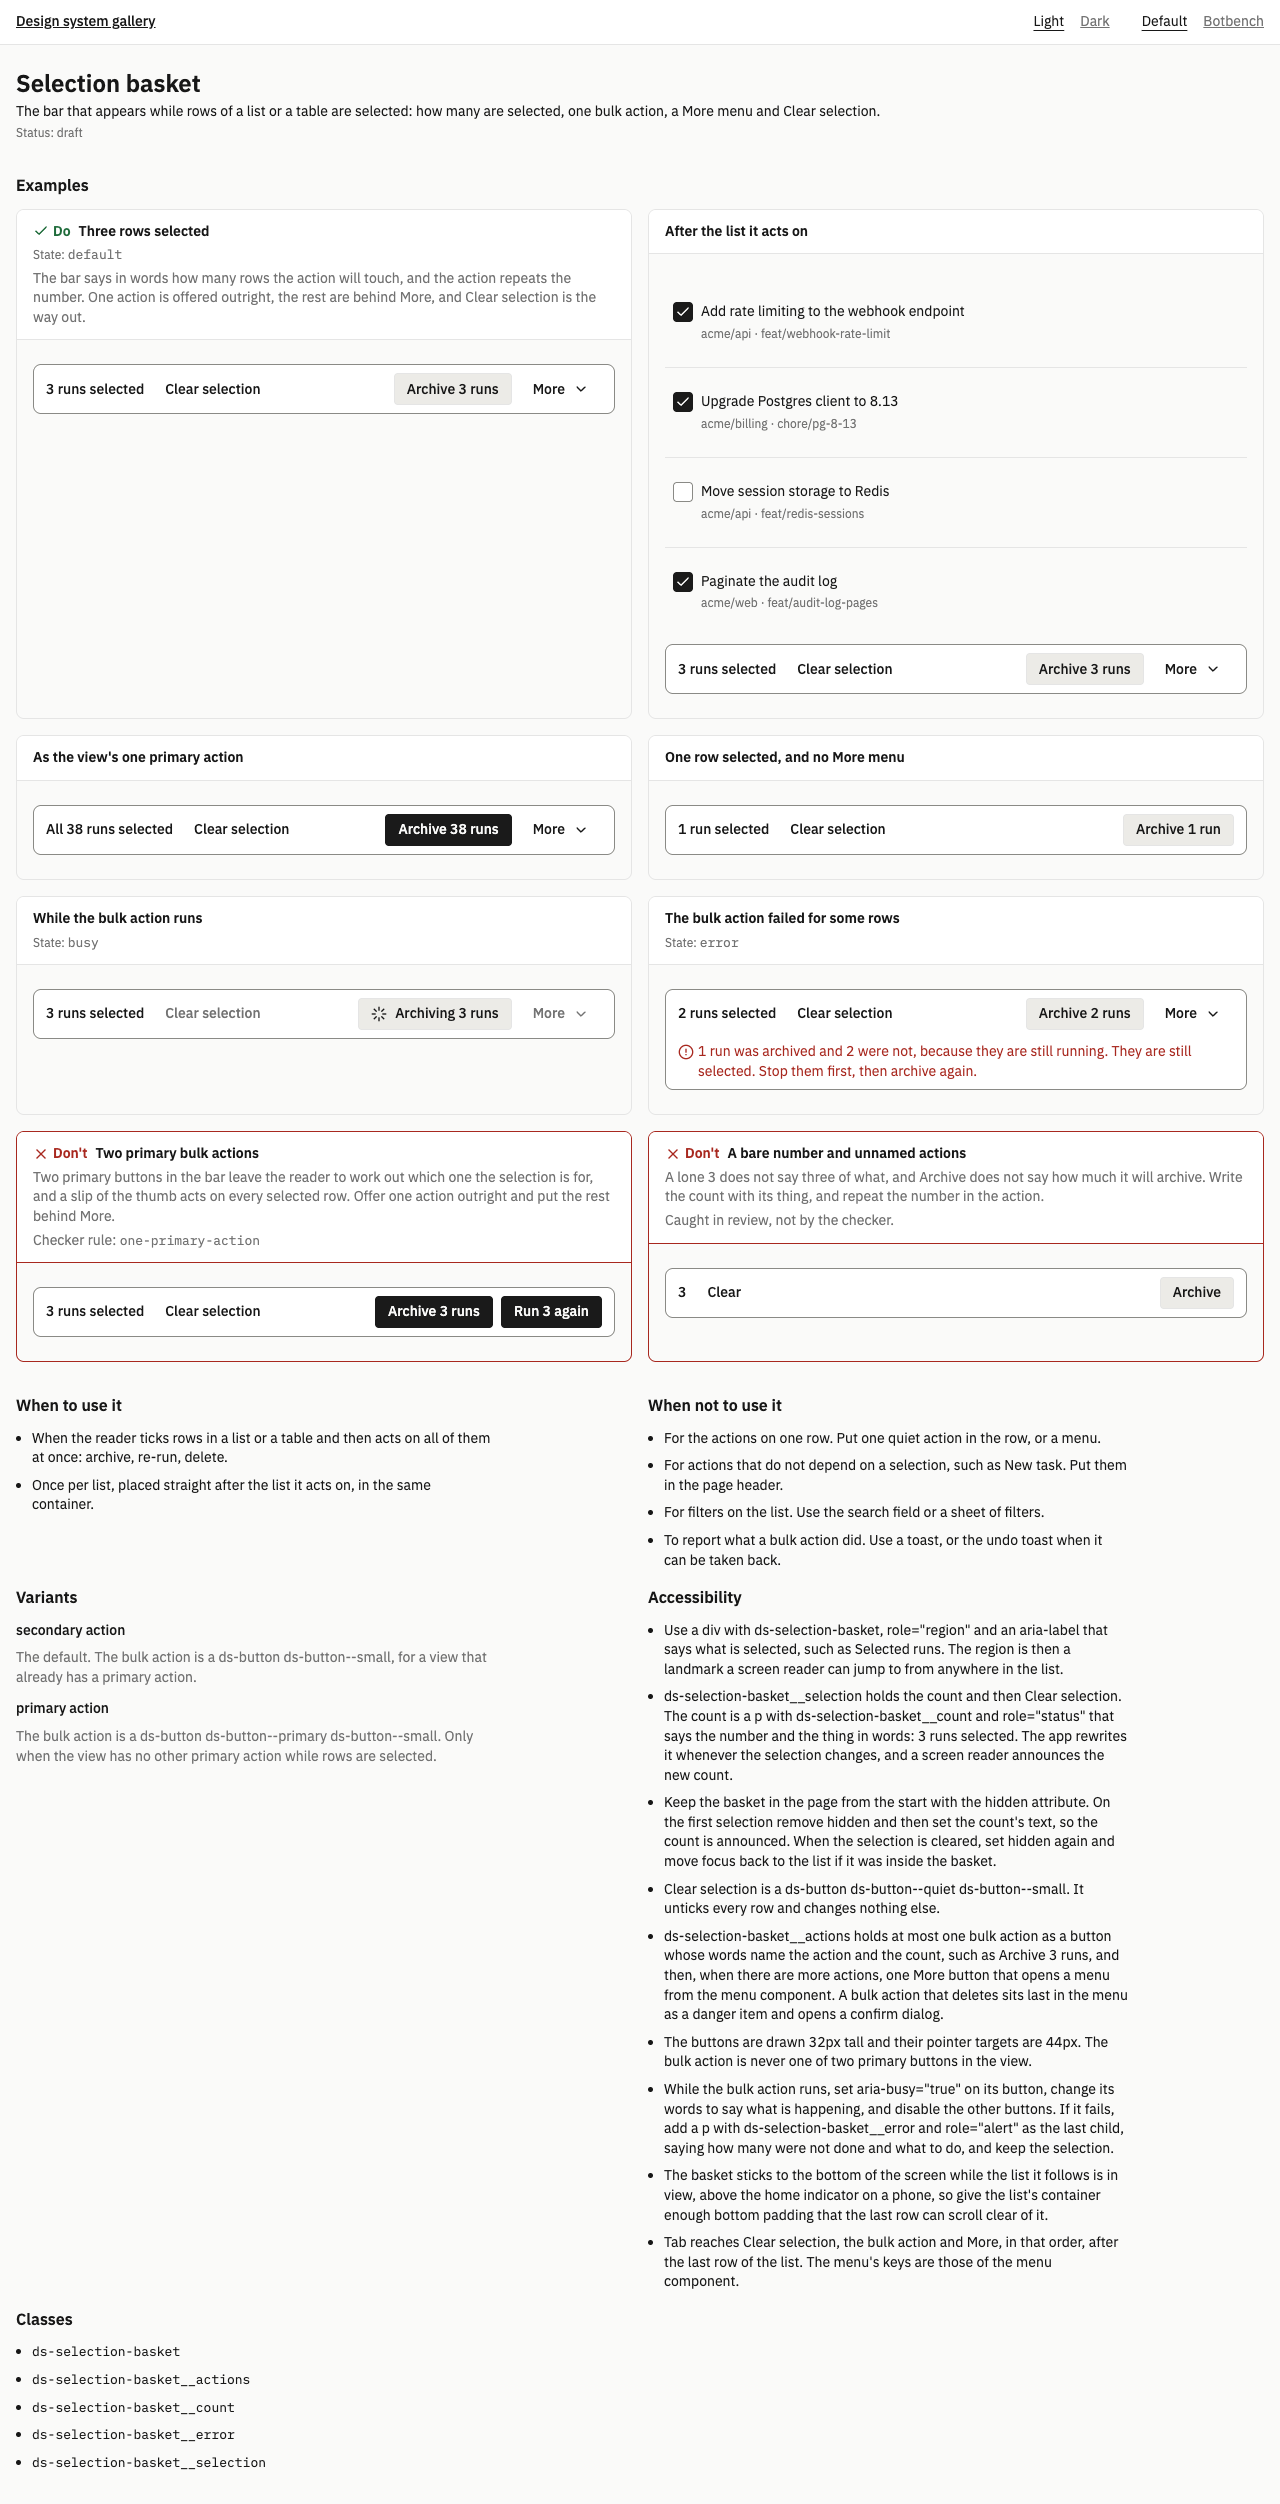 Design system gallery
Light Dark Default Botbench
Selection basket
The bar that appears while rows of a list or a table are selected: how many are selected, one bulk action, a More menu and Clear selection.
Status: draft
Examples
Do Three rows selected
State: default
The bar says in words how many rows the action will touch, and the action repeats the
number. One action is offered outright, the rest are behind More, and Clear selection is the
way out.
3 runs selected Clear selection Archive 3 runs More
After the list it acts on
Add rate limiting to the webhook endpoint
acme/api · feat/webhook-rate-limit
Upgrade Postgres client to 8.13
acme/billing · chore/pg-8-13
Move session storage to Redis
acme/api · feat/redis-sessions
Paginate the audit log
acme/web · feat/audit-log-pages
3 runs selected Clear selection Archive 3 runs More
As the view's one primary action
All 38 runs selected Clear selection Archive 38 runs More
One row selected, and no More menu
1 run selected Clear selection Archive 1 run
While the bulk action runs
State: busy
3 runs selected Clear selection Archiving 3 runs More
The bulk action failed for some rows
State: error
2 runs selected Clear selection Archive 2 runs More
1 run was archived and 2 were not, because they are still running. They are still
selected. Stop them first, then archive again.
Don't Two primary bulk actions
Two primary buttons in the bar leave the reader to work out which one the selection is for,
and a slip of the thumb acts on every selected row. Offer one action outright and put the rest
behind More.
Checker rule: one-primary-action
3 runs selected Clear selection Archive 3 runs Run 3 again
Don't A bare number and unnamed actions
A lone 3 does not say three of what, and Archive does not say how much it will archive. Write
the count with its thing, and repeat the number in the action.
Caught in review, not by the checker.
3 Clear Archive
When to use it
When the reader ticks rows in a list or a table and then acts on all of them
at once: archive, re-run, delete.
Once per list, placed straight after the list it acts on, in the same
container.
When not to use it
For the actions on one row. Put one quiet action in the row, or a menu.
For actions that do not depend on a selection, such as New task. Put them
in the page header.
For filters on the list. Use the search field or a sheet of filters.
To report what a bulk action did. Use a toast, or the undo toast when it
can be taken back.
Variants
secondary action
The default. The bulk action is a ds-button ds-button--small, for a view that
already has a primary action.
primary action
The bulk action is a ds-button ds-button--primary ds-button--small. Only
when the view has no other primary action while rows are selected.
Accessibility
Use a div with ds-selection-basket, role="region" and an aria-label that
says what is selected, such as Selected runs. The region is then a
landmark a screen reader can jump to from anywhere in the list.
ds-selection-basket__selection holds the count and then Clear selection.
The count is a p with ds-selection-basket__count and role="status" that
says the number and the thing in words: 3 runs selected. The app rewrites
it whenever the selection changes, and a screen reader announces the
new count.
Keep the basket in the page from the start with the hidden attribute. On
the first selection remove hidden and then set the count's text, so the
count is announced. When the selection is cleared, set hidden again and
move focus back to the list if it was inside the basket.
Clear selection is a ds-button ds-button--quiet ds-button--small. It
unticks every row and changes nothing else.
ds-selection-basket__actions holds at most one bulk action as a button
whose words name the action and the count, such as Archive 3 runs, and
then, when there are more actions, one More button that opens a menu
from the menu component. A bulk action that deletes sits last in the menu
as a danger item and opens a confirm dialog.
The buttons are drawn 32px tall and their pointer targets are 44px. The
bulk action is never one of two primary buttons in the view.
While the bulk action runs, set aria-busy="true" on its button, change its
words to say what is happening, and disable the other buttons. If it fails,
add a p with ds-selection-basket__error and role="alert" as the last child,
saying how many were not done and what to do, and keep the selection.
The basket sticks to the bottom of the screen while the list it follows is in
view, above the home indicator on a phone, so give the list's container
enough bottom padding that the last row can scroll clear of it.
Tab reaches Clear selection, the bulk action and More, in that order, after
the last row of the list. The menu's keys are those of the menu
component.
Classes
ds-selection-basket
ds-selection-basket__actions
ds-selection-basket__count
ds-selection-basket__error
ds-selection-basket__selection